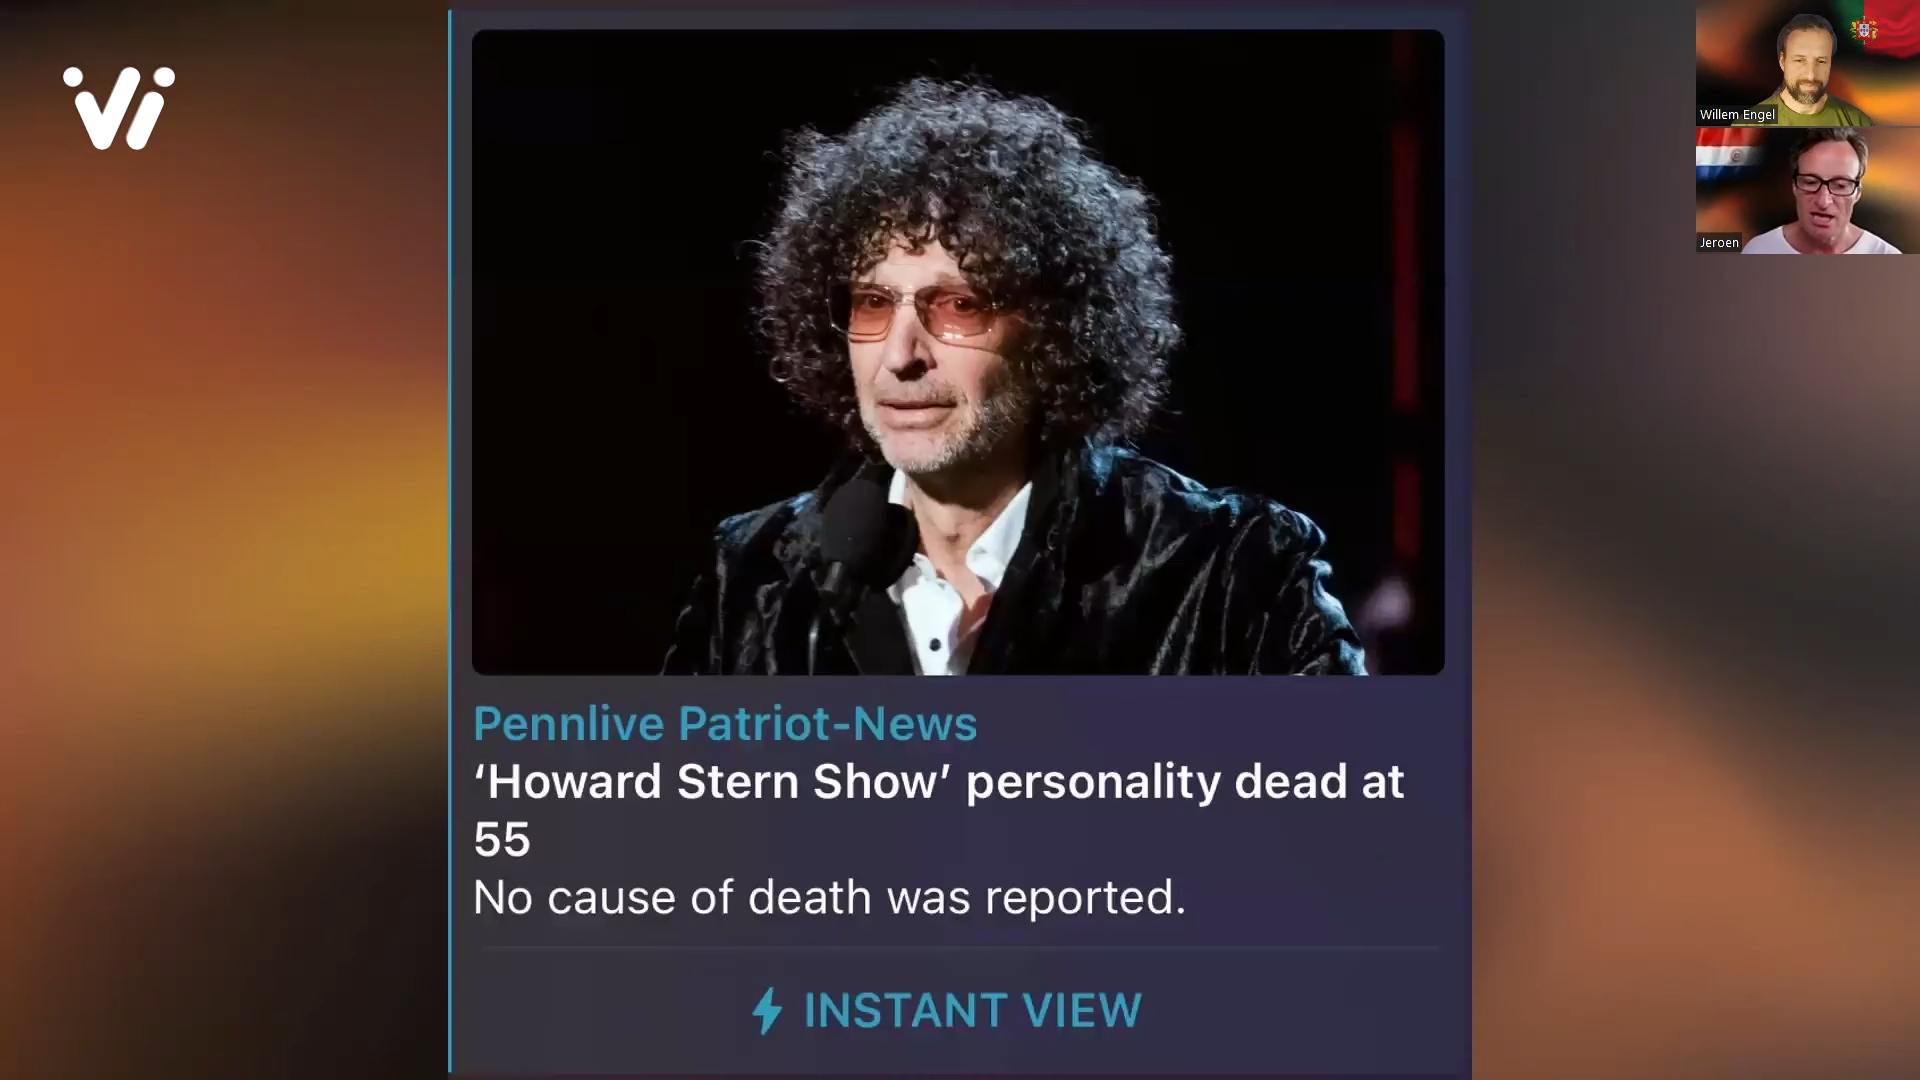 Willem Engel
Jeroen
Pennlive Patriot-News
‘Howard Stern Show’ personality dead at
55
No cause of death was reported.
INSTANT VIEW